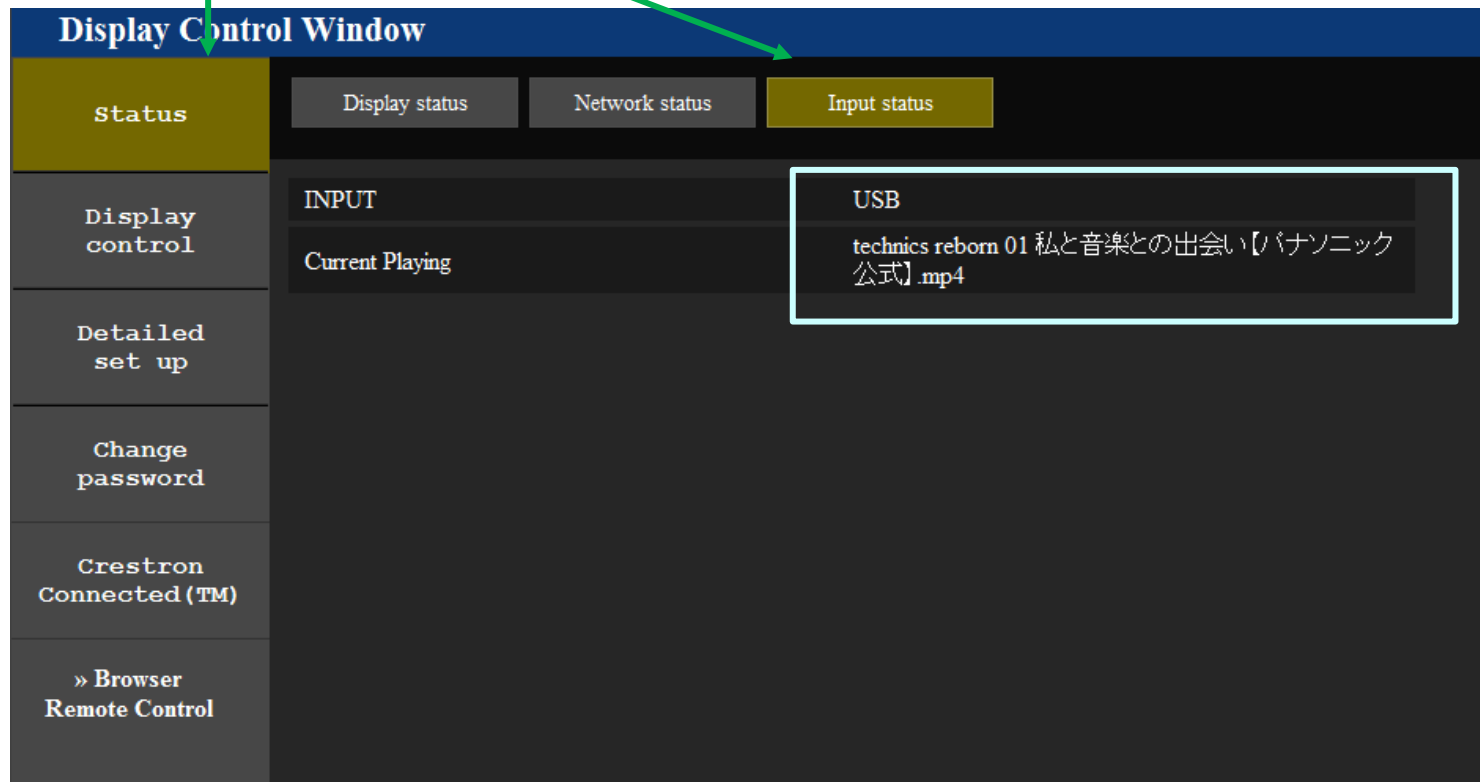 Display Control Window
Status
Display status
Network status
Input status
INPUT
USB
Current Playing
technics reborn 01 私と音楽との出会い【パナソニック
公式】.mp4
Display
control
Detailed
set up
Change
password
Crestron
Connected(TM)
» Browser
Remote Control